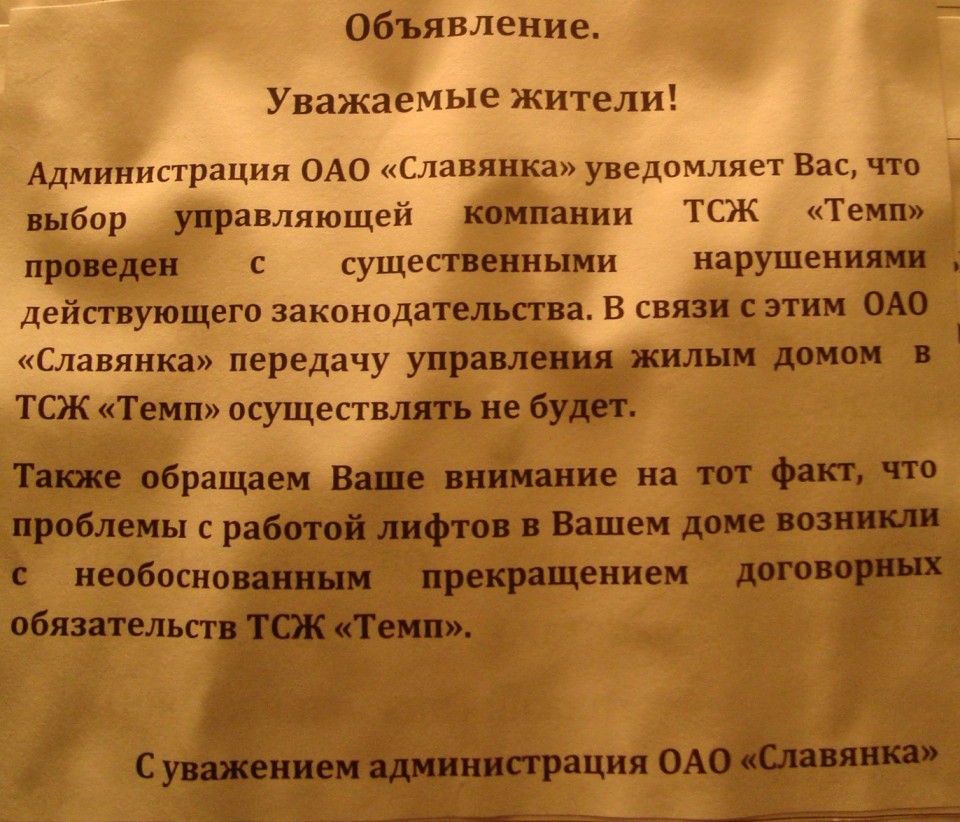 Объявление.
Уважаемые жители!
Администрация ОАО «Славянка» уведомляет Вас, что
выбор управляющей компании ТСЖ «Темп»
проведен с существенными нарушениями
действующего законодательства. В связи с этим ОАО
«Славянка» передачу управления жилым домом в
ТСЖ «Темп» осуществлять не будет.
Также обращаем Ваше внимание на тот факт, что
проблемы с работой лифтов в Вашем доме возникли
с необоснованным прекращением договорных
обязательств ТСЖ «Темп».
С уважением администрация ОАО «Славянка»